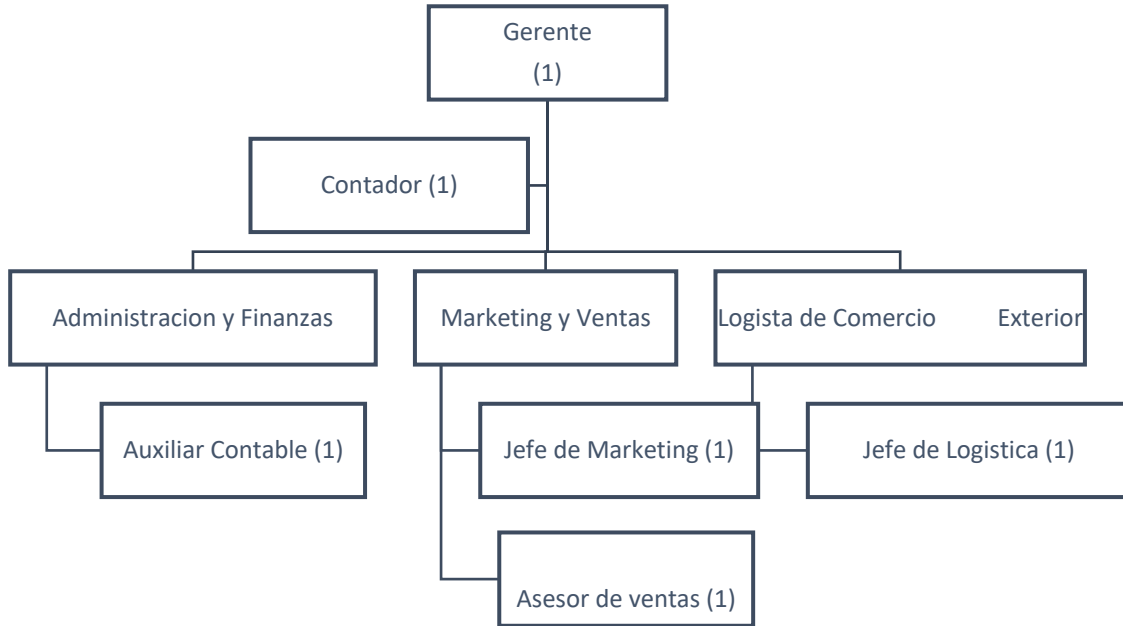 Gerente
(1)
Contador (1)
Administracion y Finanzas
Marketing y Ventas
Logista de Comercio Exterior
Auxiliar Contable (1)
Jefe de Marketing (1)
Jefe de Logistica (1)
Asesor de ventas (1)